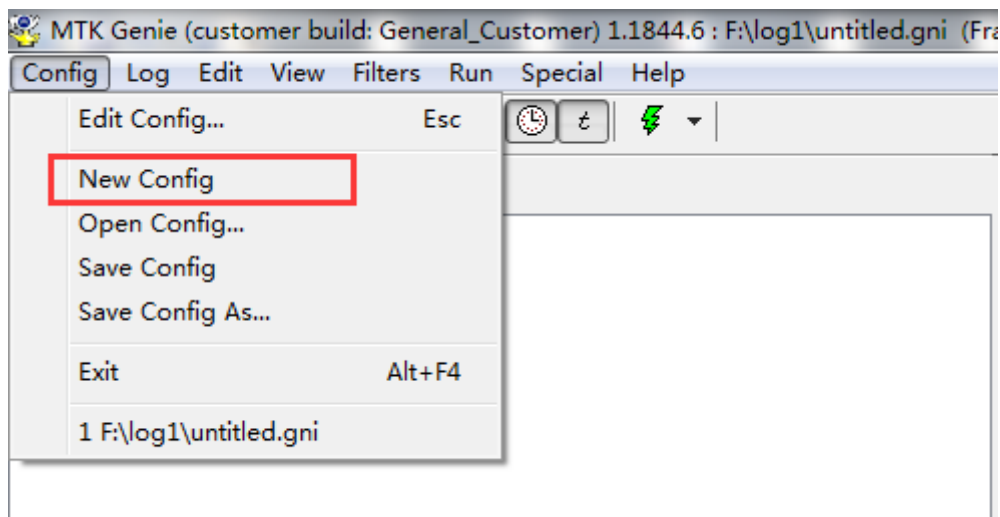 MTK Genie (customer build: General_Customer) 1.1844.6 : F:\log1\untitled.gni (Fra
Config Log Edit View Filters Run Special Help
Edit Config... Esc
t
New Config
Open Config...
Save Config
Save Config As...
Exit Alt+F4
1 F:\log1\untitled.gni